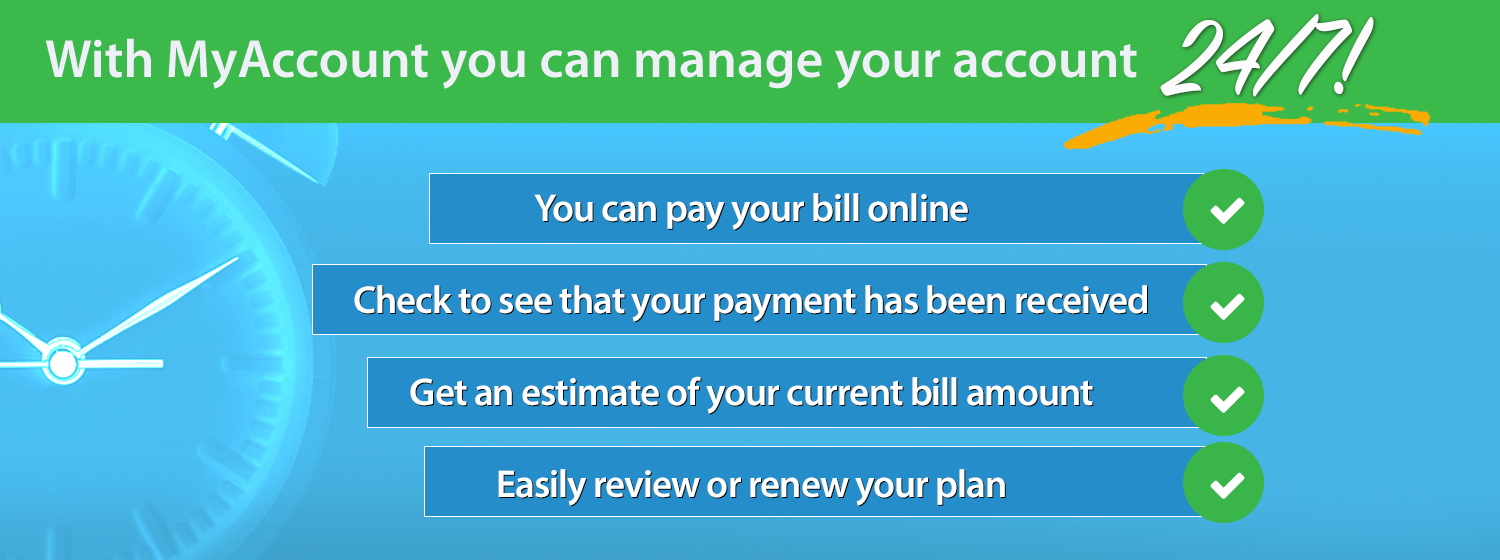 With MyAccount you can manage your account 24/7!
You can pay your bill online
Check to see that your payment has been received
Get an estimate of your current bill amount
Easily review or renew your plan